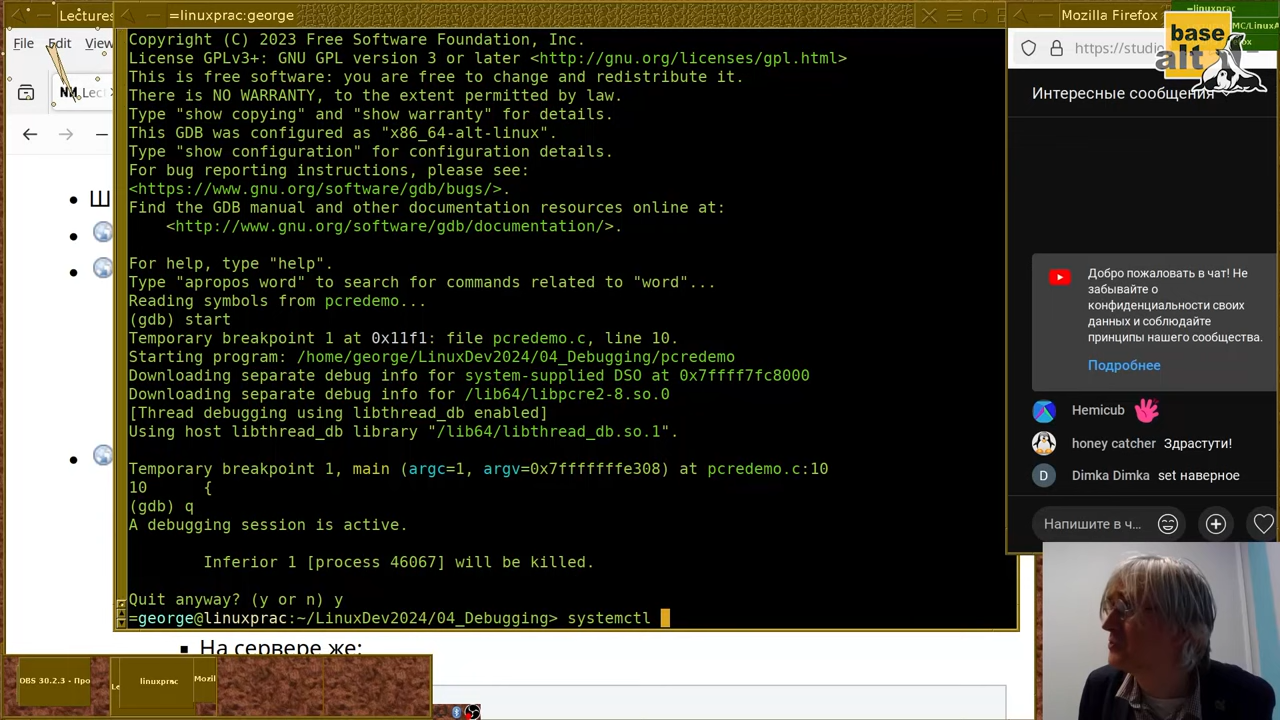 Lectures
=linuxprac:george
Mozilla Firefox
linuxprac
File Edit View
base
alt
https://studio
Lect
Интересные сообщения
Copyright (C) 2023 Free Software Foundation, Inc.
License GPLv3+: GNU GPL version 3 or later <http://gnu.org/licenses/gpl.html>
This is free software: you are free to change and redistribute it.
There is NO WARRANTY, to the extent permitted by law.
Type "show copying" and "show warranty" for details.
This GDB was configured as "x86_64-alt-linux".
Type "show configuration" for configuration details.
For bug reporting instructions, please see:
<https://www.gnu.org/software/gdb/bugs/>.
Find the GDB manual and other documentation resources online at:
<http://www.gnu.org/software/gdb/documentation/>.
For help, type "help".
Type "apropos word" to search for commands related to "word"...
Reading symbols from pcredemo...
(gdb) start
Temporary breakpoint 1 at 0x11f1: file pcredemo.c, line 10.
Starting program: /home/george/LinuxDev2024/04_Debugging/pcredemo
Downloading separate debug info for system-supplied DSO at 0x7ffff7fc8000
Downloading separate debug info for /lib64/libpcre2-8.so.0
[Thread debugging using libthread_db enabled]
Using host libthread_db library "/lib64/libthread_db.so.1".
Temporary breakpoint 1, main (argc=1, argv=0x7fffffffe308) at pcredemo.c:10
10 {
(gdb) q
A debugging session is active.
Inferior 1 [process 46067] will be killed.
Quit anyway? (y or n) y
=george@linuxprac:~/LinuxDev2024/04_Debugging> systemctl
Добро пожаловать в чат! Не
забывайте о
конфиденциальности своих
данных и соблюдайте
принципы нашего сообщества.
Подробнее
Hemicub
honey catcher Здрастути!
Dimka Dimka set наверное
Напишите в ч...
Ш
На сервере же:
OBS 30.2.3 - Про
Le
linuxprac
Mozil